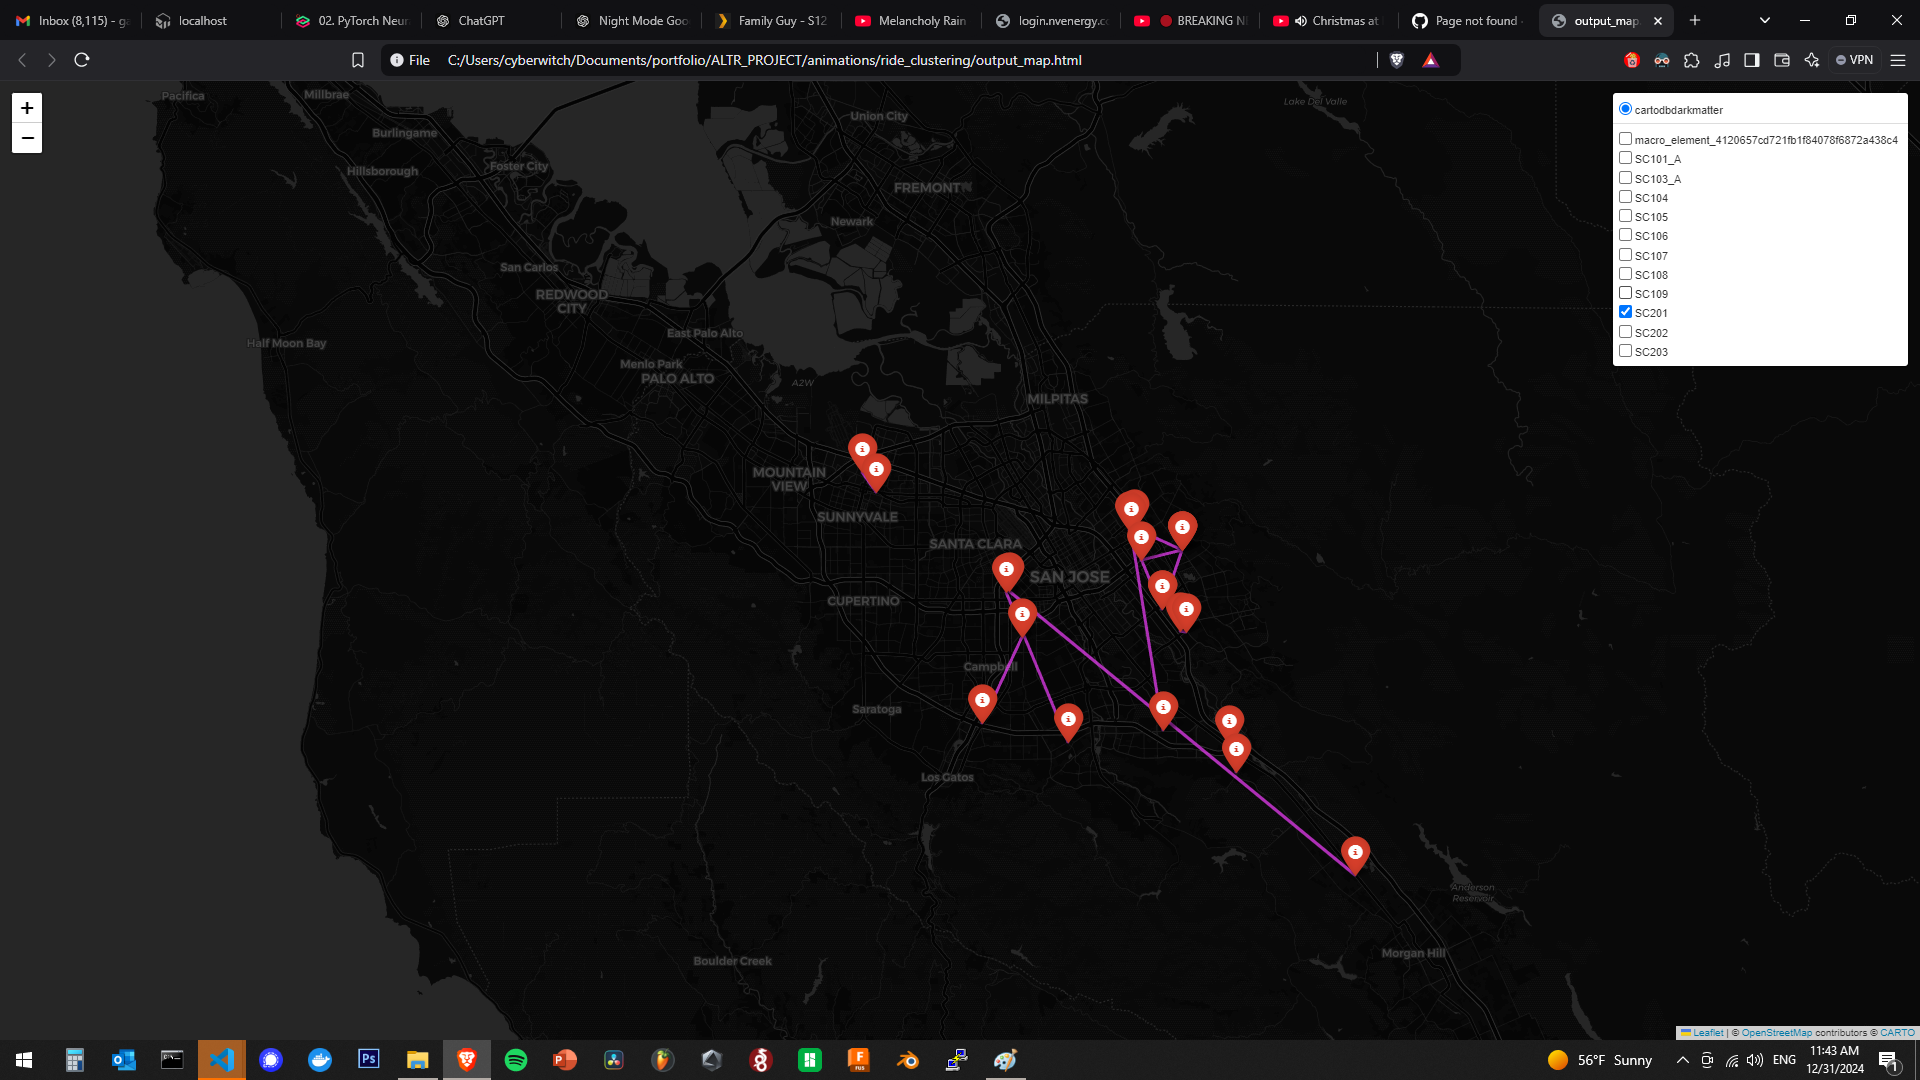 Inbox (8,115) - ga
localhost
02. PyTorch Neur
ChatGPT
Night Mode Goo
Family Guy - S12
Melancholy Rain
login.nvenergy.co
BREAKING N
Christmas at
Page not found ·
output_map.
File C:/Users/cyberwitch/Documents/portfolio/ALTR_PROJECT/animations/ride_clustering/output_map.html
VPN
+
−
cartodbdarkmatter
macro_element_4120657cd721fb1f84078f6872a438c4
SC101_A
SC103_A
SC104
SC105
SC106
SC107
SC108
SC109
SC201
SC202
SC203
Pacifica
Millbrae
Burlingame
Hillsborough
Foster City
Union City
Lake Del Valle
FREMONT
Newark
San Carlos
REDWOOD
CITY
East Palo Alto
Half Moon Bay
Menlo Park
PALO ALTO
A2W
MILPITAS
MOUNTAIN
VIEW
SUNNYVALE
SANTA CLARA
SAN JOSE
CUPERTINO
Campbell
Saratoga
Los Gatos
Anderson
Reservoir
Morgan Hill
Boulder Creek
Leaflet | © OpenStreetMap contributors © CARTO
Ps
56°F Sunny
ENG
11:43 AM
12/31/2024
1